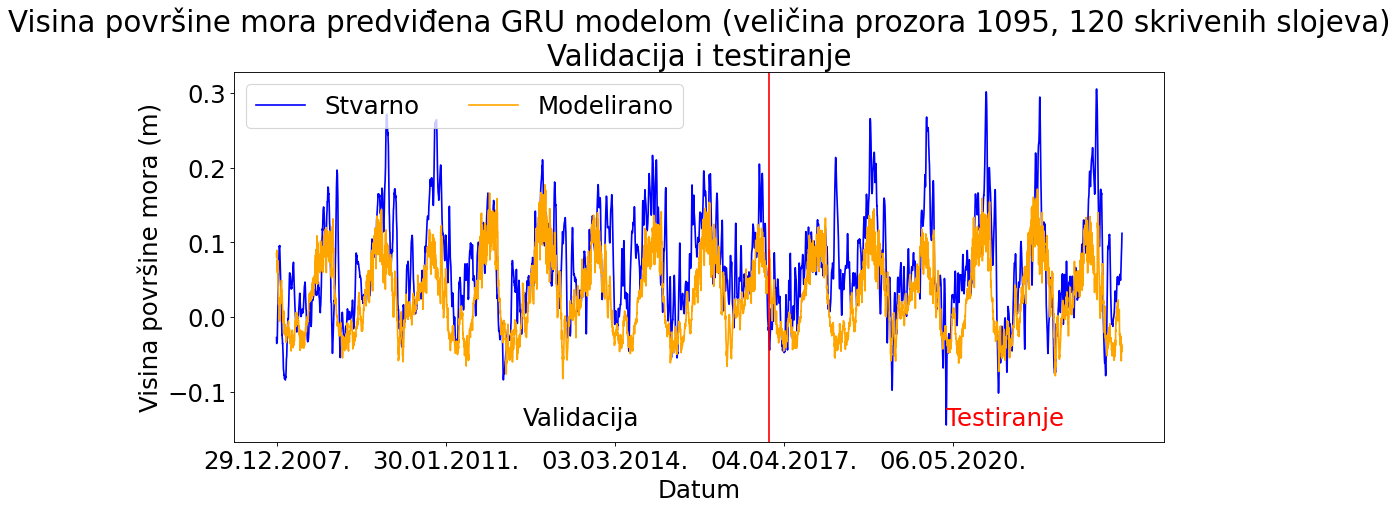 Visina površine mora predviđena GRU modelom (veličina prozora 1095, 120 skrivenih slojeva)
Validacija i testiranje
Stvarno
Modelirano
Visina površine mora (m)
0.3
0.2
0.1
0.0
−0.1
Validacija
Testiranje
29.12.2007.
30.01.2011.
03.03.2014.
04.04.2017.
06.05.2020.
Datum